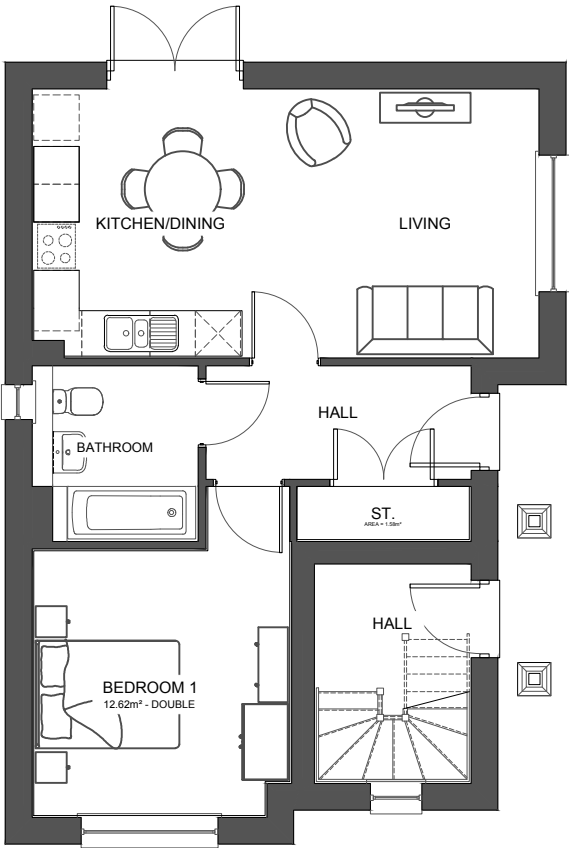 KITCHEN/DINING
LIVING
HALL
BATHROOM
ST.
AREA = 1.58m²
HALL
BEDROOM 1
12.62m² - DOUBLE